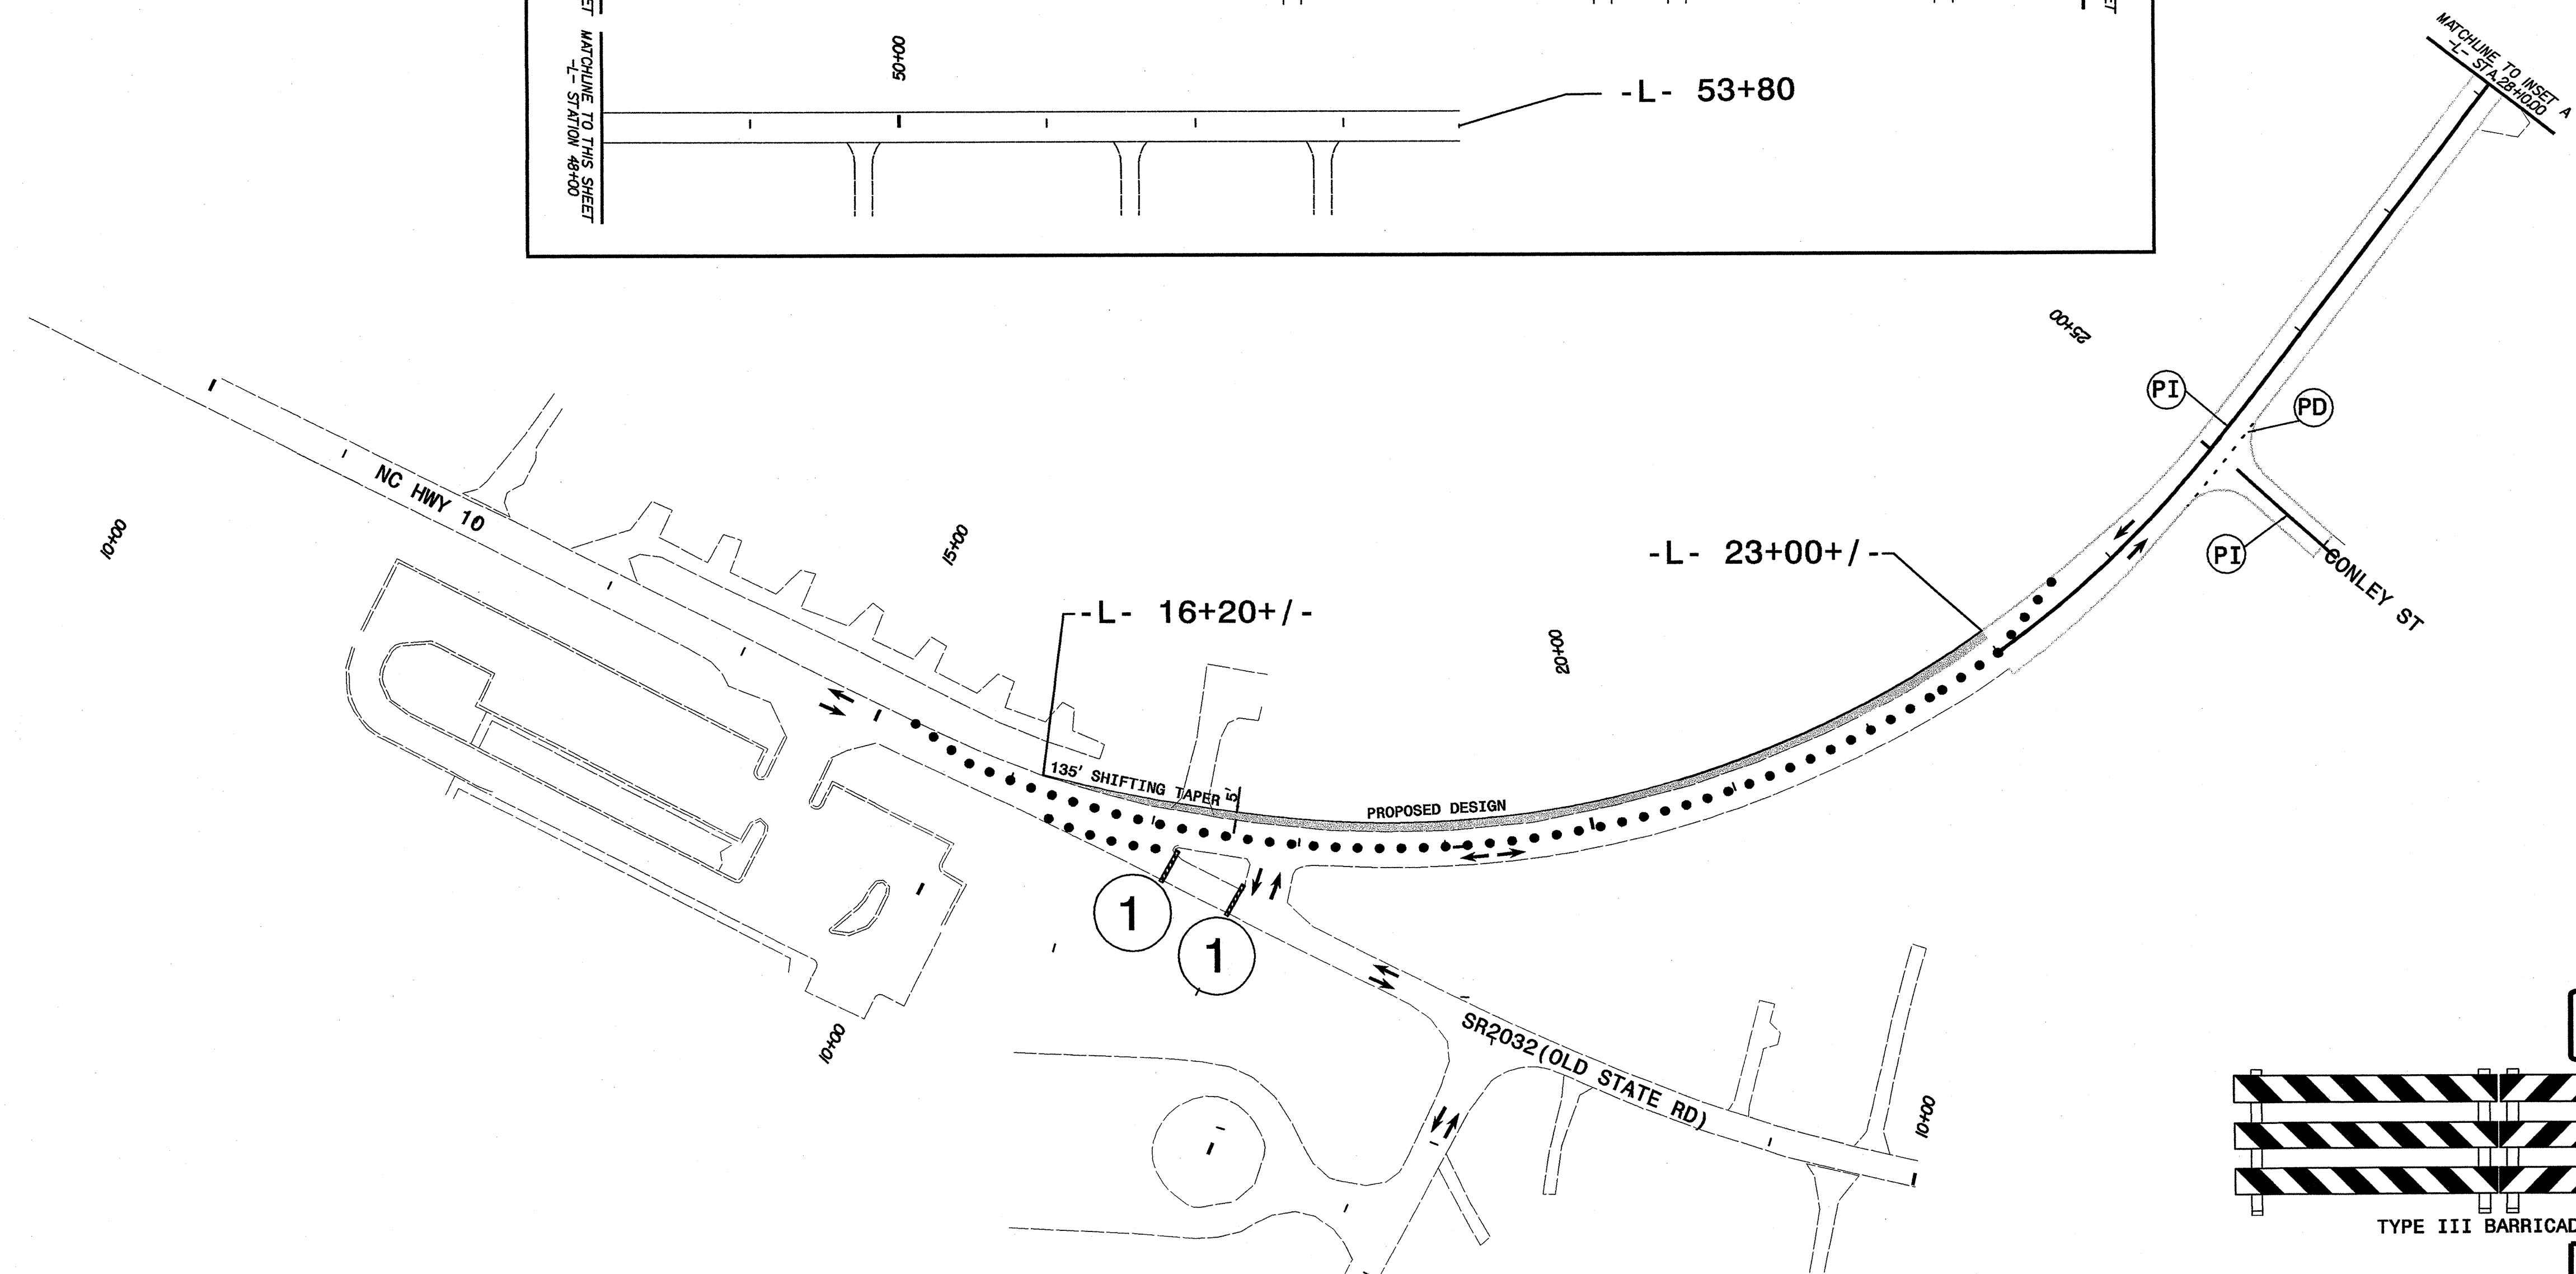 MATCHLINE TO THIS SHEET
-L- STATION 48+00
50+00
-L- 53+80
MATCHLINE TO INSET A
-L- STA.28+10.00
25+00
PI
PD
PI
CONLEY ST
NC HWY 10
10+00
15+00
-L- 23+00+/-
-L- 16+20+/-
20+00
135' SHIFTING TAPER
5'
PROPOSED DESIGN
1
1
SR2032(OLD STATE RD)
10+00
10+00
TYPE III BARRICAD